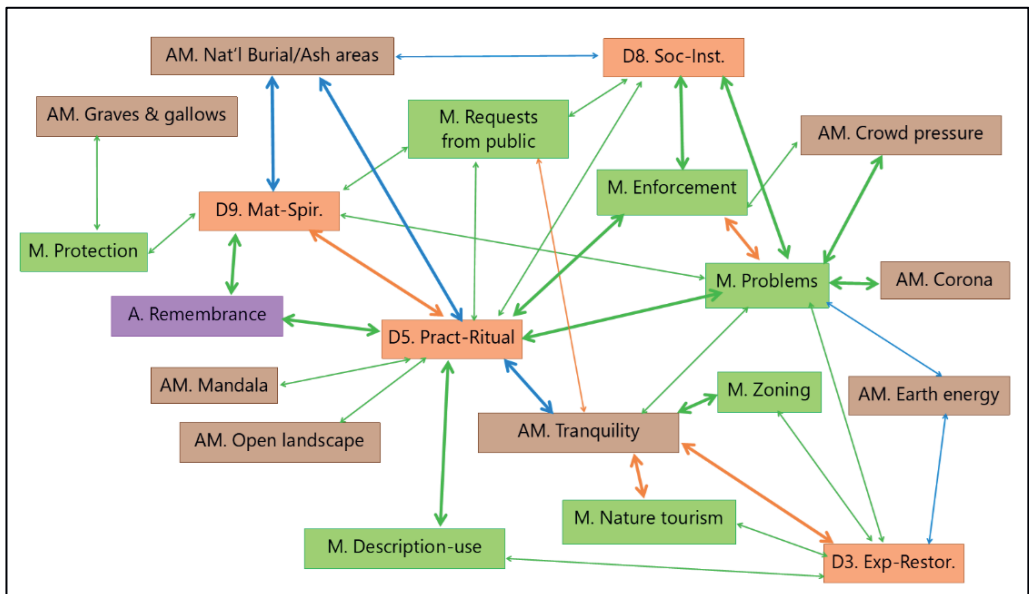 AM. Nat'l Burial/Ash areas
D8. Soc-Inst.
AM. Graves & gallows
M. Requests
from public
AM. Crowd pressure
M. Enforcement
D9. Mat-Spir.
M. Protection
M. Problems
AM. Corona
A. Remembrance
D5. Pract-Ritual
AM. Mandala
M. Zoning
AM. Earth energy
AM. Open landscape
AM. Tranquility
M. Nature tourism
M. Description-use
D3. Exp-Restor.